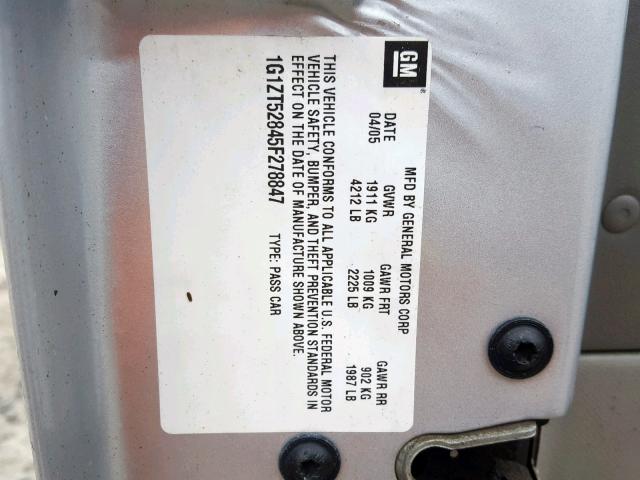 GM
MFD BY GENERAL MOTORS CORP
DATE GVWR GAWR FRT GAWR RR
04/05 1911 KG 1009 KG 902 KG
4212 LB 2225 LB 1987 LB
THIS VEHICLE CONFORMS TO ALL APPLICABLE U.S. FEDERAL MOTOR
VEHICLE SAFETY, BUMPER, AND THEFT PREVENTION STANDARDS IN
EFFECT ON THE DATE OF MANUFACTURE SHOWN ABOVE.
1G1ZT52845F278847 TYPE: PASS CAR